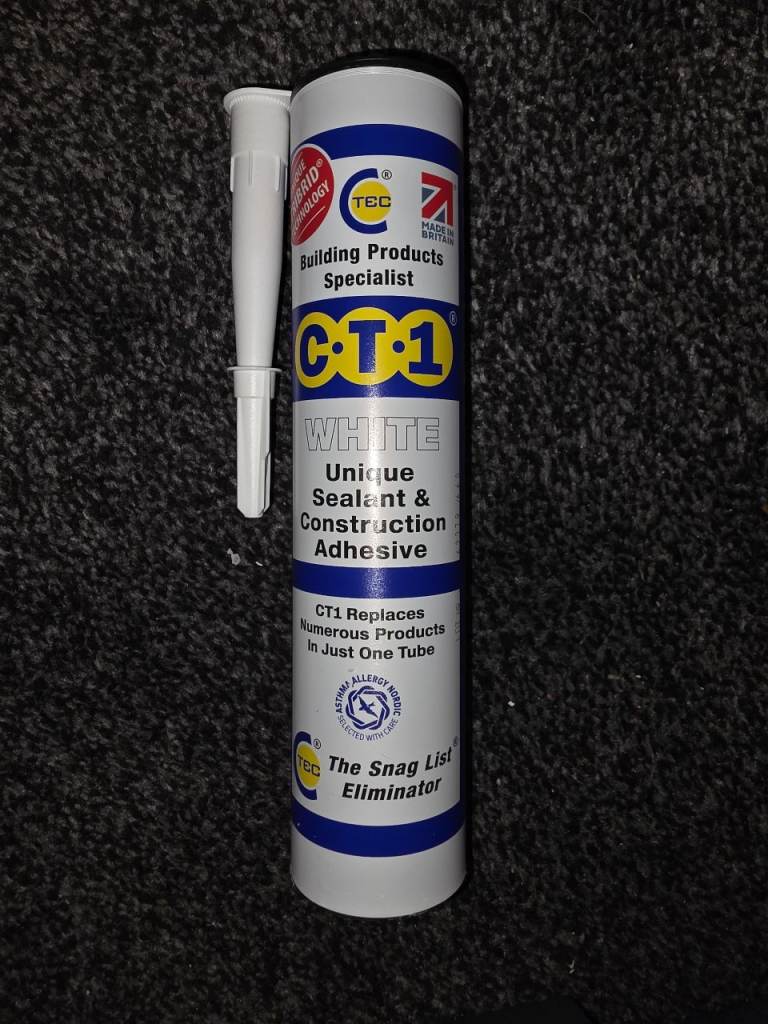 TRIBRID®
TECHNOLOGY
C
TEC
®
MADE IN
BRITAIN
Building Products
Specialist
C·T·1
®
WHITE
Unique
Sealant &
Construction
Adhesive
CT1 Replaces
Numerous Products
In Just One Tube
ASTHMA ALLERGY NORDIC
SELECTED WITH CARE
C
TEC
®
The Snag List®
Eliminator